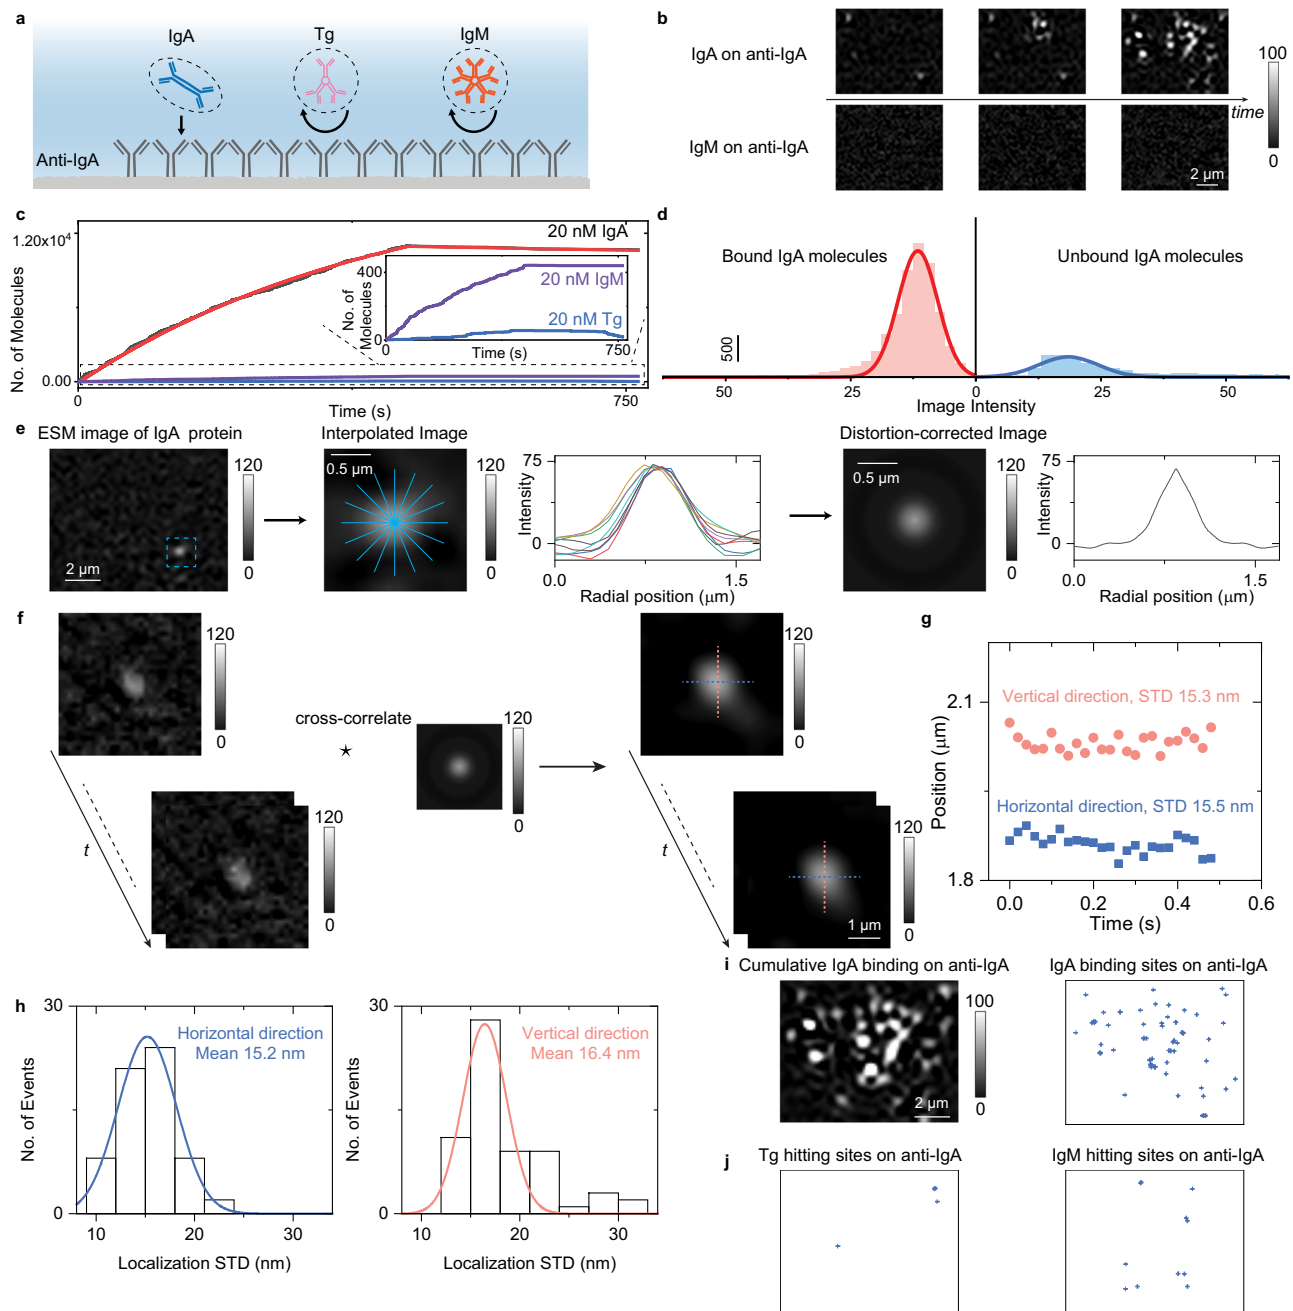 a
IgA
Tg
IgM
Anti-IgA
b
IgA on anti-IgA
IgM on anti-IgA
time
100
0
2 µm
c
No. of Molecules
1.20x10⁴
0.00
0
750
Time (s)
20 nM IgA
No. of
Molecules
400
0
20 nM IgM
20 nM Tg
0
750
Time (s)
d
Bound IgA molecules
Unbound IgA molecules
500
50
25
0
25
50
Image Intensity
e
ESM image of IgA protein
2 µm
120
0
Interpolated Image
0.5 µm
120
0
Intensity
75
0
0.0
1.5
Radial position (µm)
Distortion-corrected Image
0.5 µm
120
0
Intensity
75
0
0.0
1.5
Radial position (µm)
f
120
0
120
0
t
cross-correlate
120
0
120
0
120
0
t
1 µm
g
Position (µm)
2.1
1.8
Vertical direction, STD 15.3 nm
Horizontal direction, STD 15.5 nm
0.0
0.2
0.4
0.6
Time (s)
h
No. of Events
30
0
Horizontal direction
Mean 15.2 nm
10
20
30
Localization STD (nm)
No. of Events
30
0
Vertical direction
Mean 16.4 nm
10
20
30
Localization STD (nm)
i
Cumulative IgA binding on anti-IgA
2 µm
100
0
IgA binding sites on anti-IgA
j
Tg hitting sites on anti-IgA
IgM hitting sites on anti-IgA